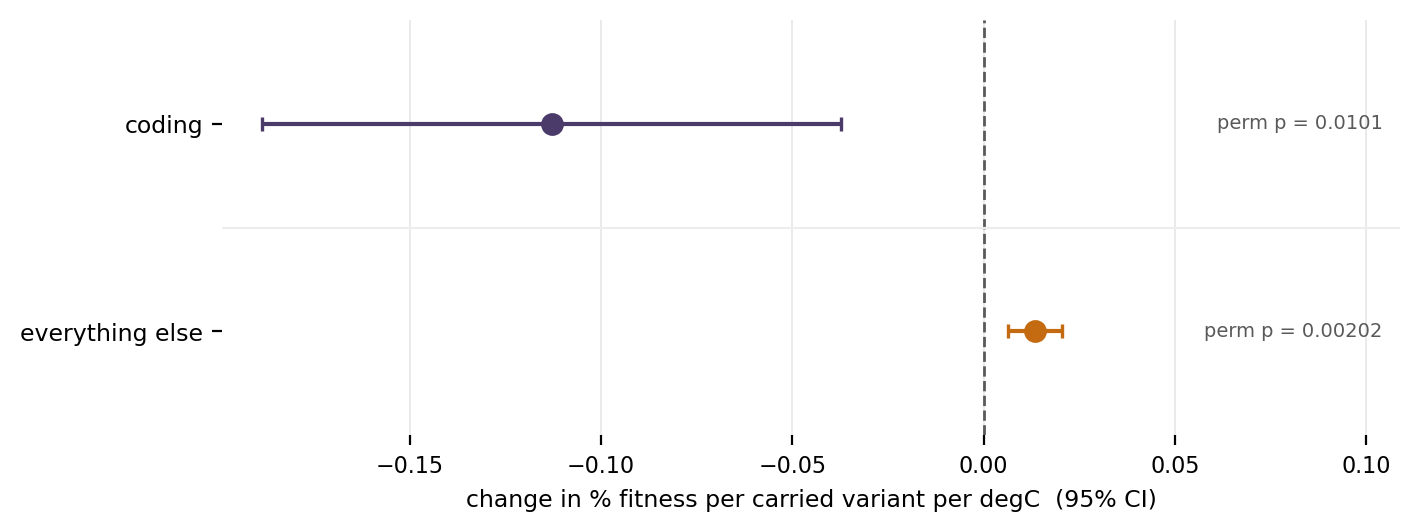 coding
perm p = 0.0101
everything else
perm p = 0.00202
−0.15 −0.10 −0.05 0.00 0.05 0.10
change in % fitness per carried variant per degC (95% CI)